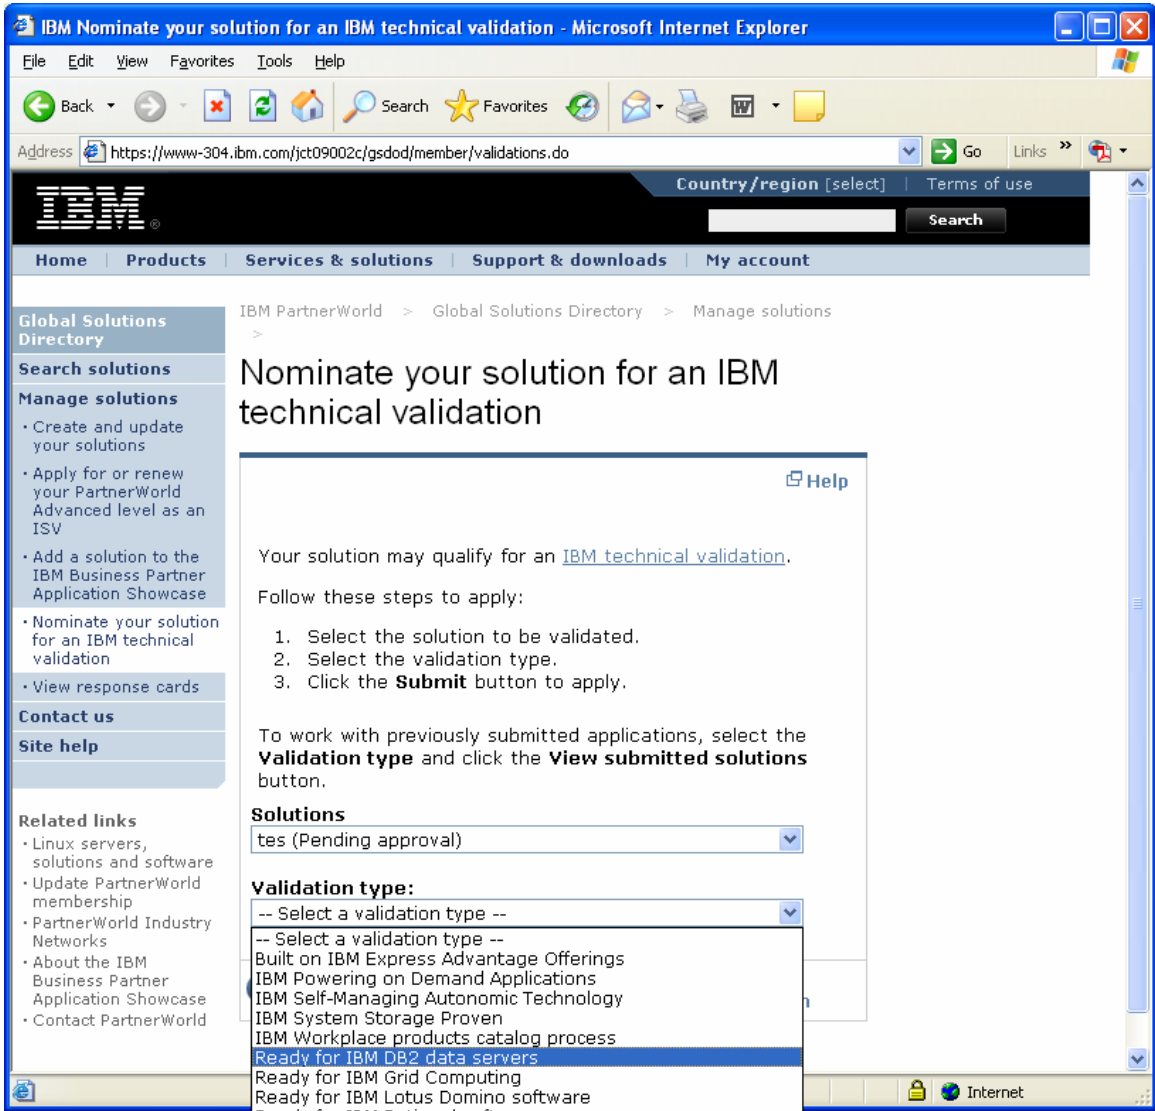 IBM Nominate your solution for an IBM technical validation - Microsoft Internet Explorer
File Edit View Favorites Tools Help
Back Search Favorites
Address https://www-304.ibm.com/jct09002c/gsdod/member/validations.do Go Links »
Country/region [select] | Terms of use
IBM ®
Search
Home | Products | Services & solutions | Support & downloads | My account
Global Solutions
Directory
Search solutions
Manage solutions
· Create and update
your solutions
· Apply for or renew
your PartnerWorld
Advanced level as an
ISV
· Add a solution to the
IBM Business Partner
Application Showcase
· Nominate your solution
for an IBM technical
validation
· View response cards
Contact us
Site help
Related links
· Linux servers,
solutions and software
· Update PartnerWorld
membership
· PartnerWorld Industry
Networks
· About the IBM
Business Partner
Application Showcase
· Contact PartnerWorld
IBM PartnerWorld > Global Solutions Directory > Manage solutions
>
Nominate your solution for an IBM
technical validation
Help
Your solution may qualify for an IBM technical validation.
Follow these steps to apply:
1. Select the solution to be validated.
2. Select the validation type.
3. Click the Submit button to apply.
To work with previously submitted applications, select the
Validation type and click the View submitted solutions
button.
Solutions
tes (Pending approval)
Validation type:
-- Select a validation type --
-- Select a validation type --
Built on IBM Express Advantage Offerings
IBM Powering on Demand Applications
IBM Self-Managing Autonomic Technology
IBM System Storage Proven
IBM Workplace products catalog process
Ready for IBM DB2 data servers
Ready for IBM Grid Computing
Ready for IBM Lotus Domino software
Internet